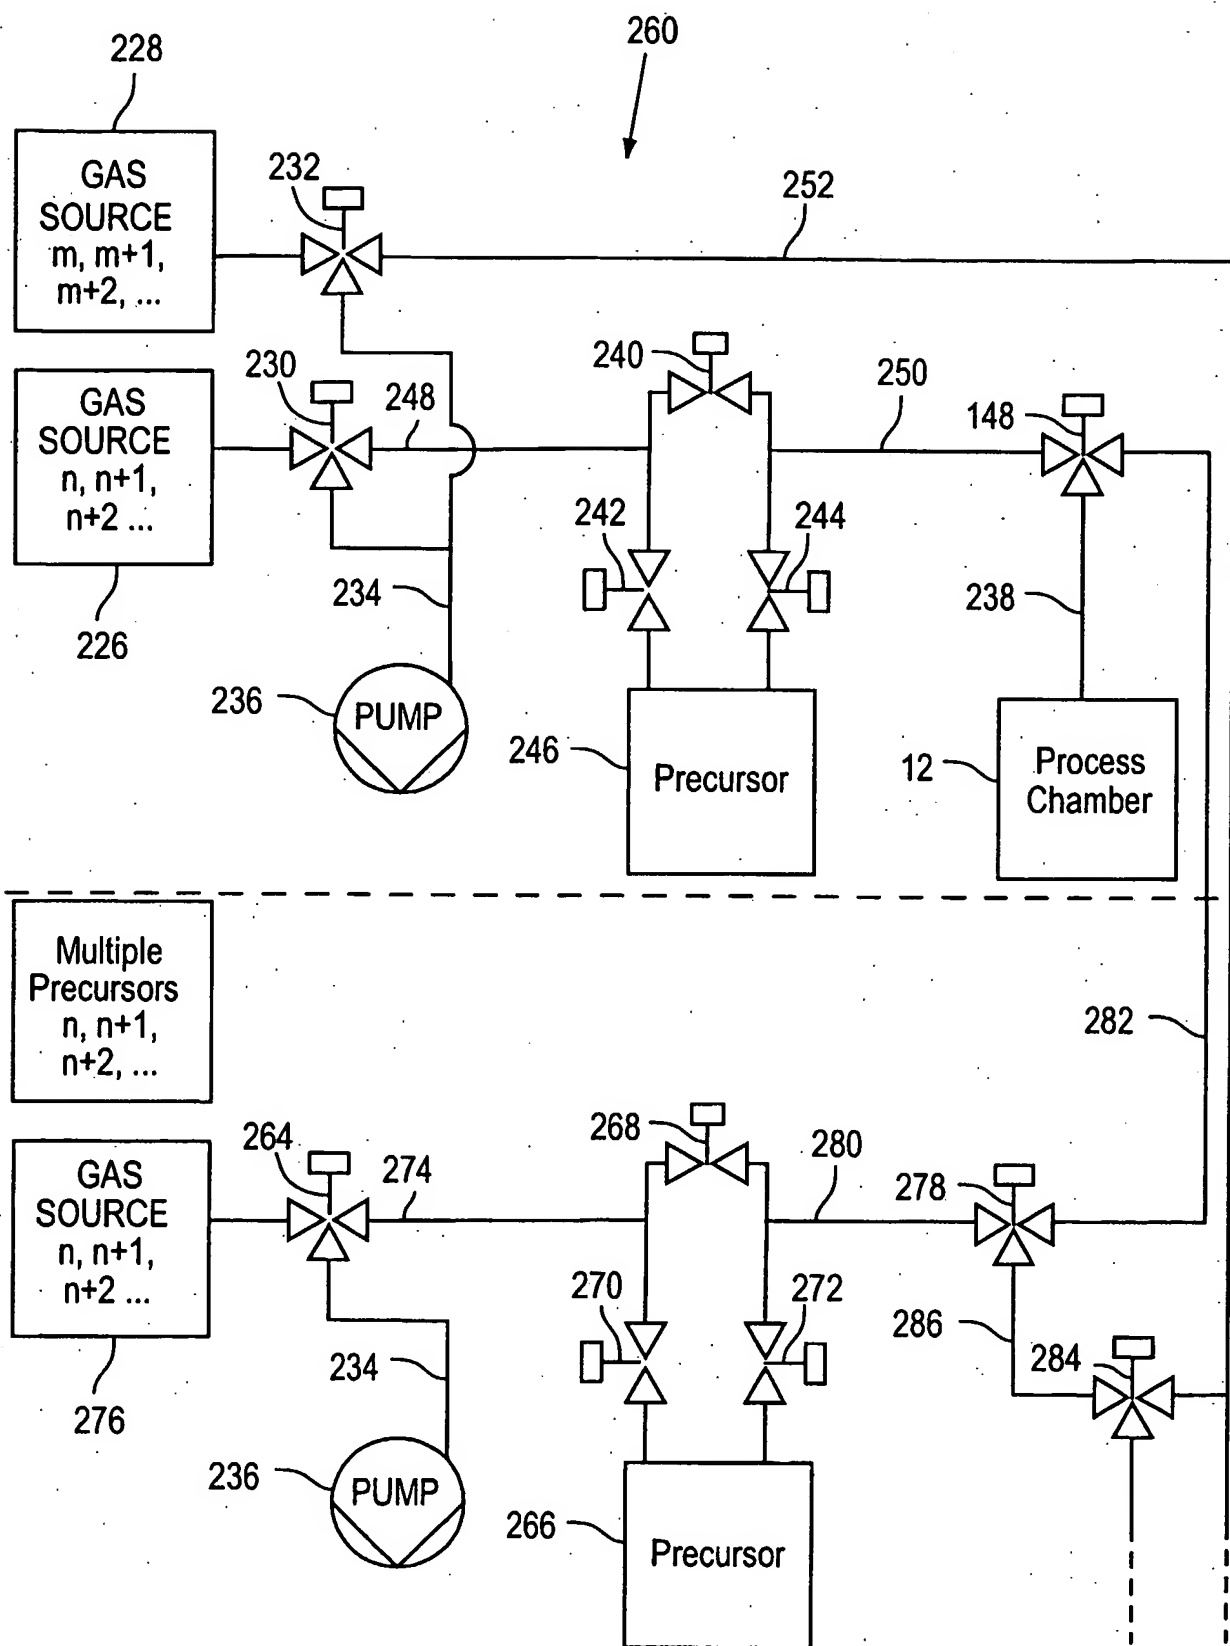 260
228
GAS
SOURCE
m, m+1,
m+2, ...
232
252
230
GAS
SOURCE
n, n+1,
n+2 ...
226
248
240
250
148
242
244
234
238
236
PUMP
246
Precursor
12
Process
Chamber
Multiple
Precursors
n, n+1,
n+2, ...
282
264
GAS
SOURCE
n, n+1,
n+2 ...
276
274
268
280
278
270
272
286
284
234
236
PUMP
266
Precursor